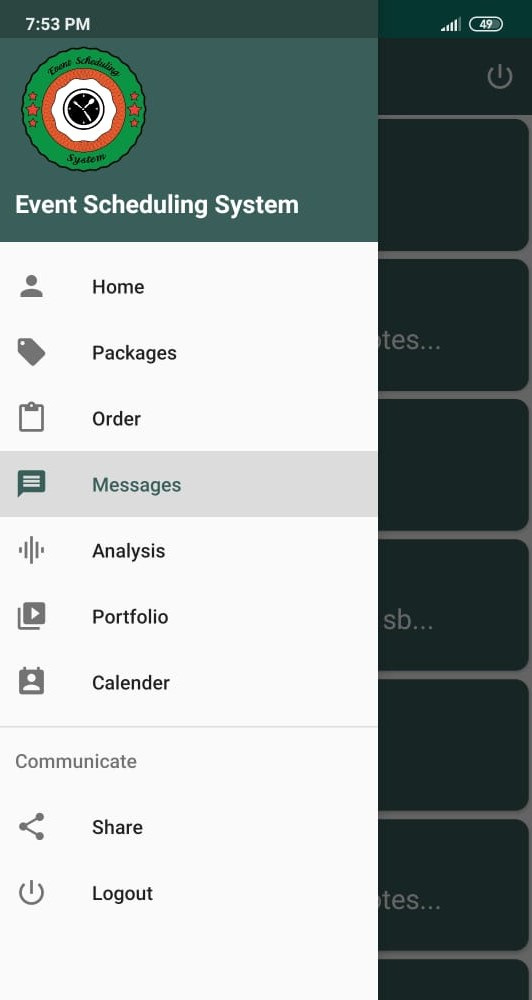 7:53 PM
49
Event Scheduling
System
Event Scheduling System
Home
Packages
otes...
Order
Messages
Analysis
Portfolio
sb...
Calender
Communicate
Share
Logout
otes...